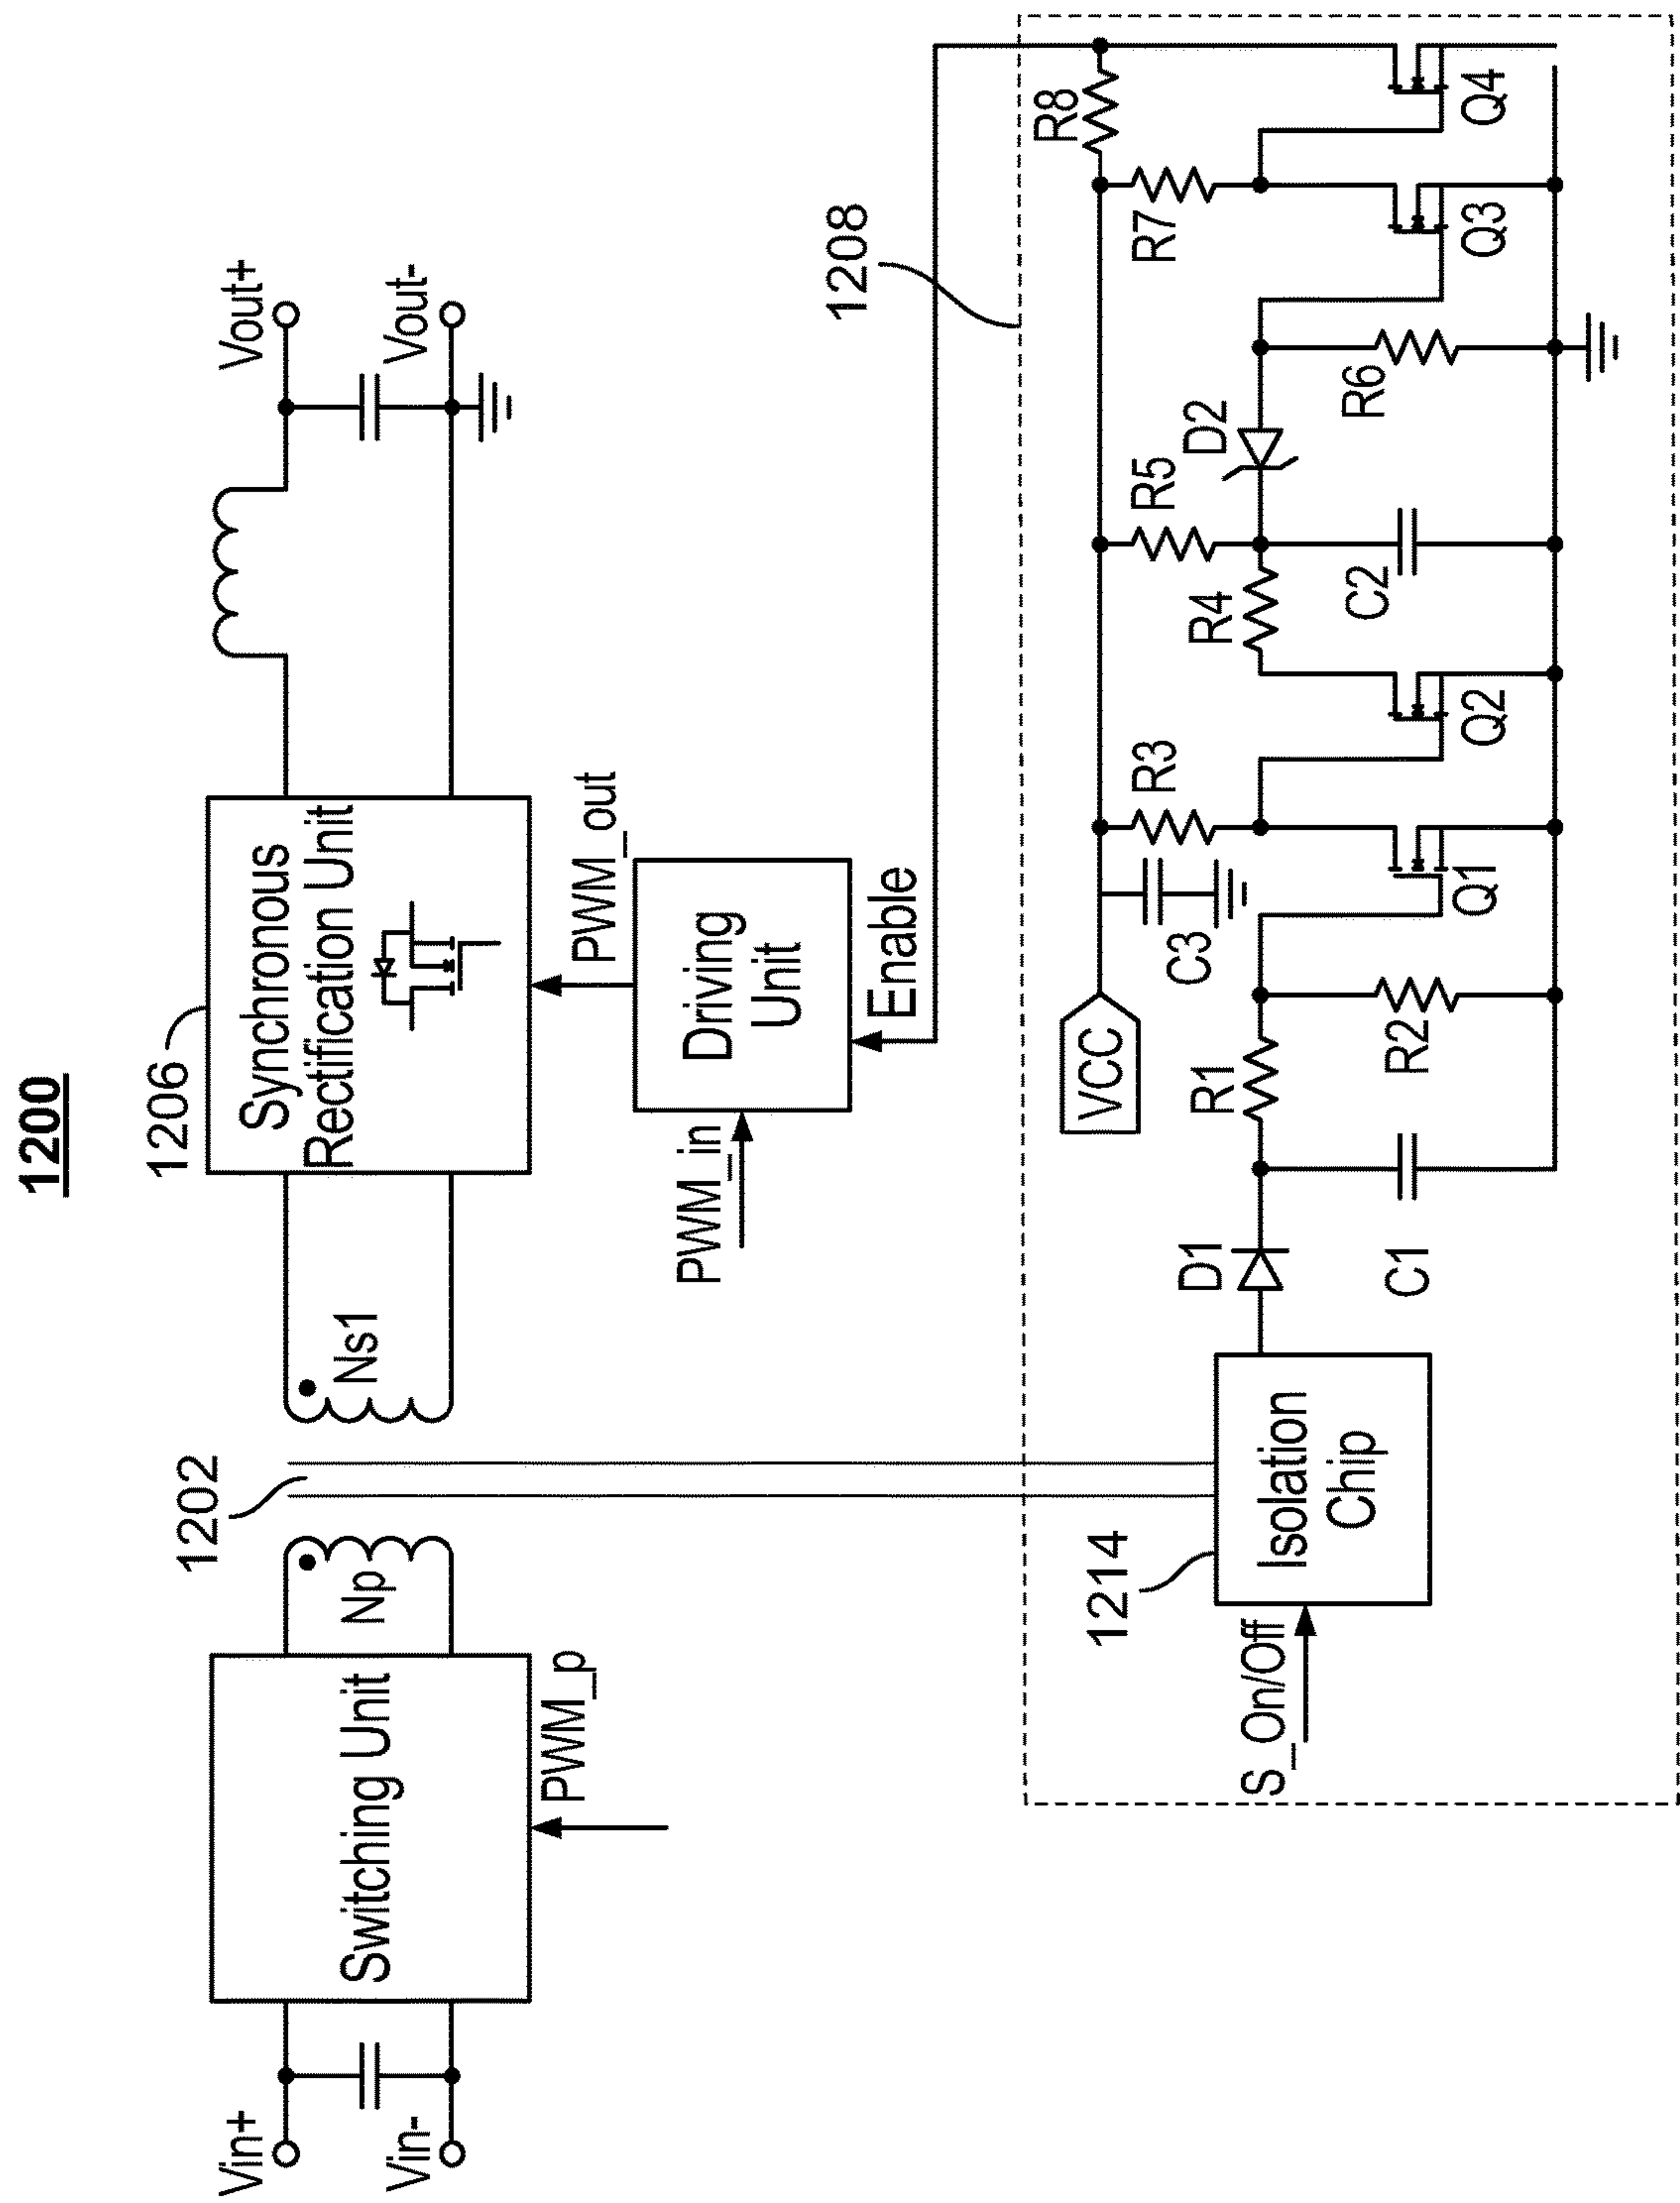 1200
1202
1206
Vin+
Vin-
Switching Unit
PWM_p
Np
Ns1
Synchronous
Rectification Unit
Vout+
Vout-
PWM_out
PWM_in
Driving
Unit
Enable
1208
1214
S_On/Off
Isolation
Chip
D1
C1
R1
R2
VCC
C3
R3
Q1
Q2
R4
R5
C2
D2
R6
R7
Q3
R8
Q4